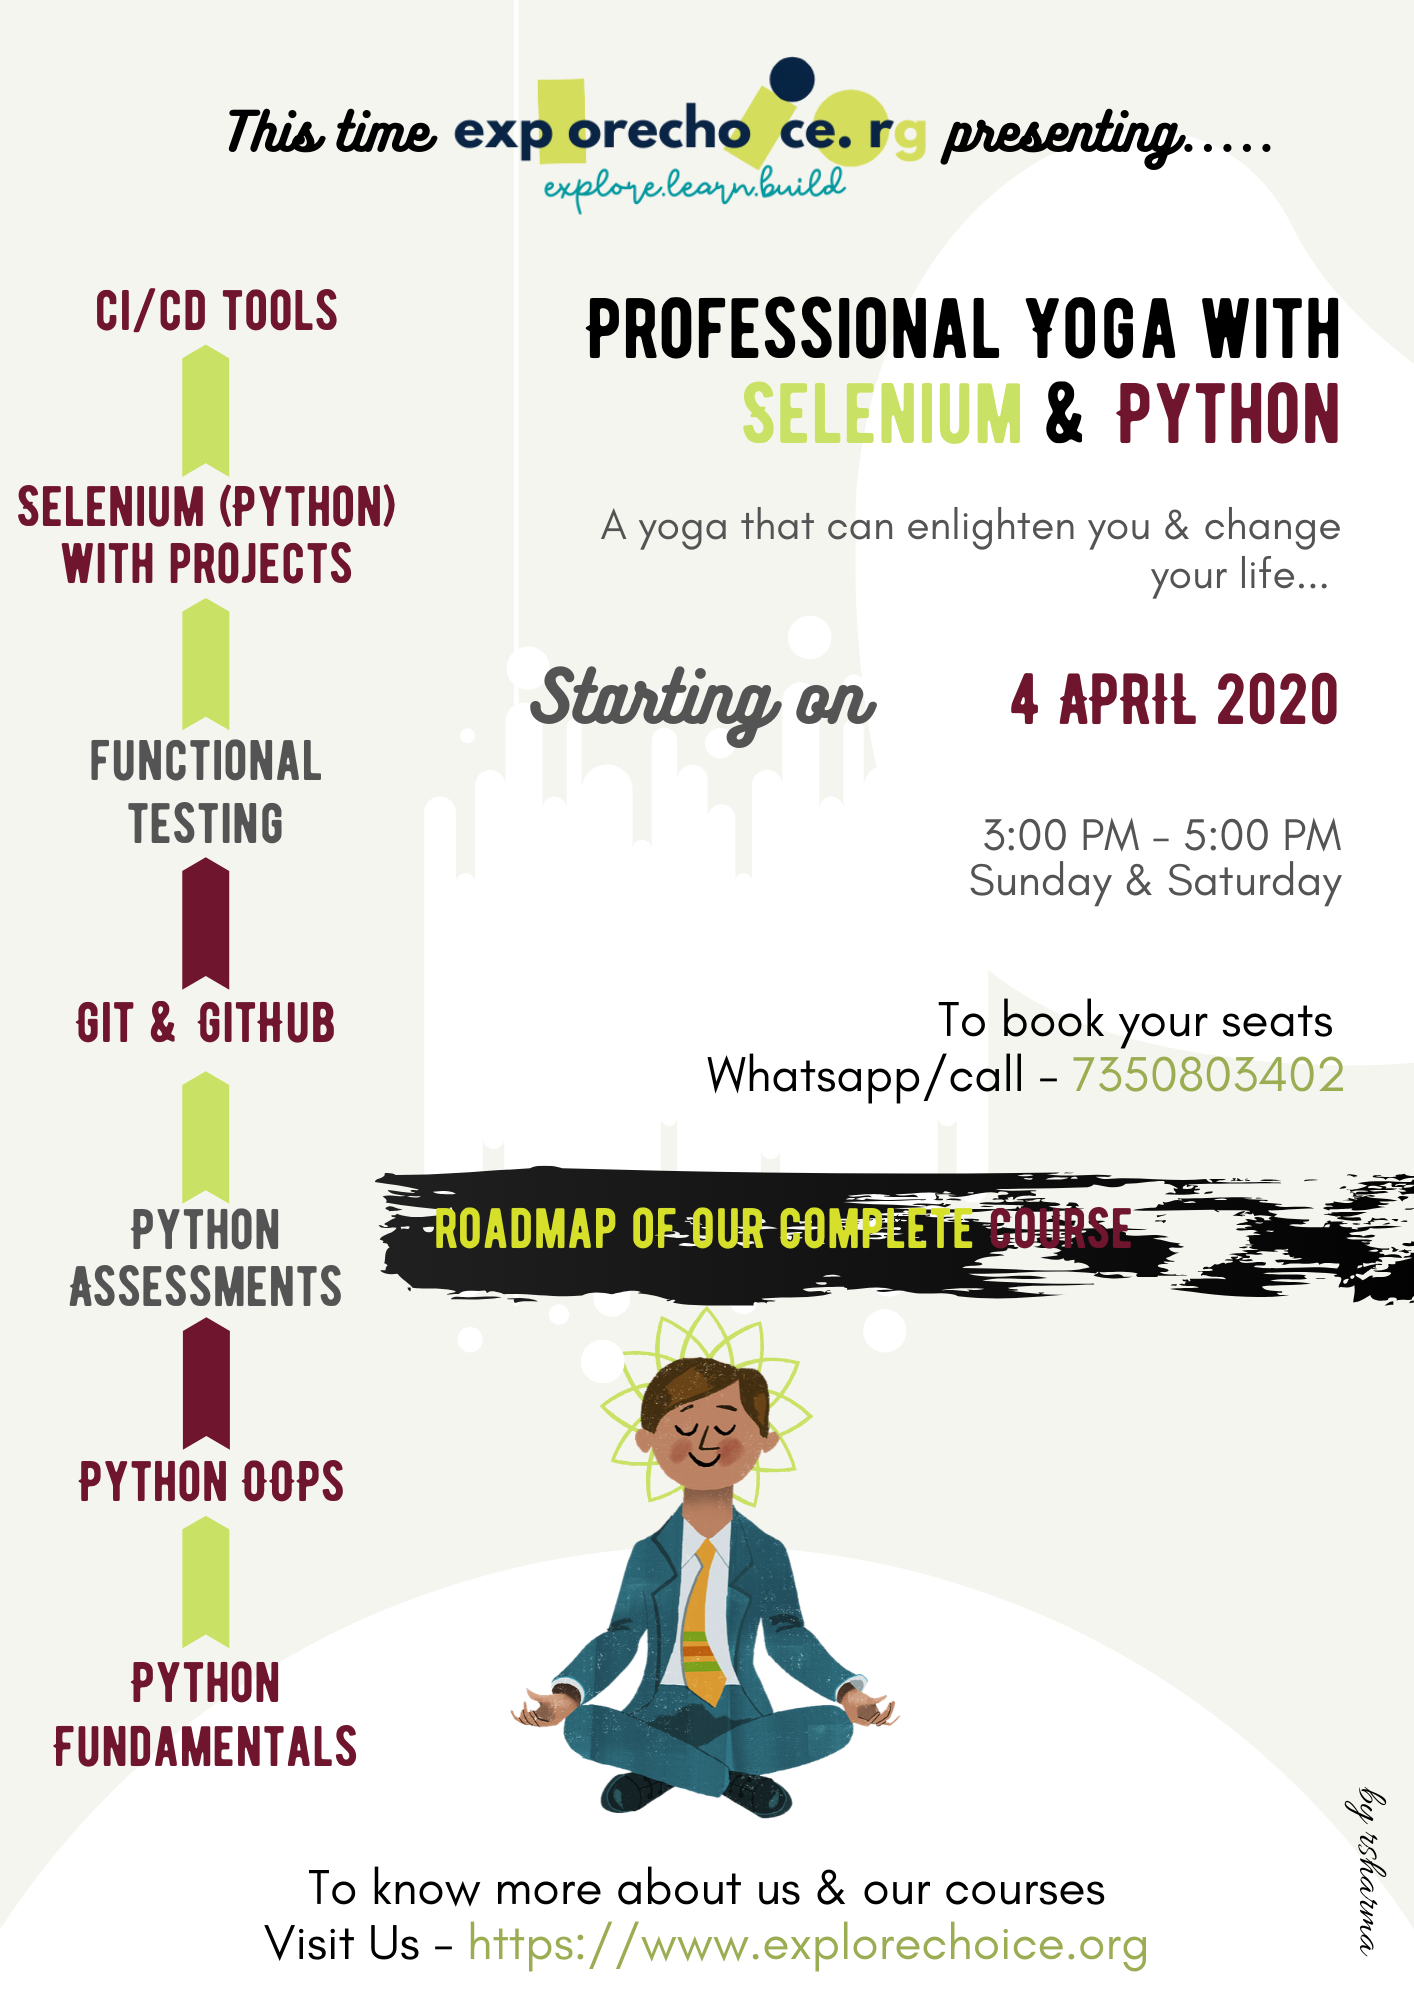 This time explorechoice.org presenting.....
explore.learn.build
PROFESSIONAL YOGA WITH
SELENIUM & PYTHON
A yoga that can enlighten you & change
your life...
Starting on 4 APRIL 2020
3:00 PM - 5:00 PM
Sunday & Saturday
To book your seats
Whatsapp/call - 7350803402
ROADMAP OF OUR COMPLETE COURSE
CI/CD TOOLS
SELENIUM (PYTHON)
WITH PROJECTS
FUNCTIONAL
TESTING
GIT & GITHUB
PYTHON
ASSESSMENTS
PYTHON OOPS
PYTHON
FUNDAMENTALS
To know more about us & our courses
Visit Us - https://www.explorechoice.org
by rsharma